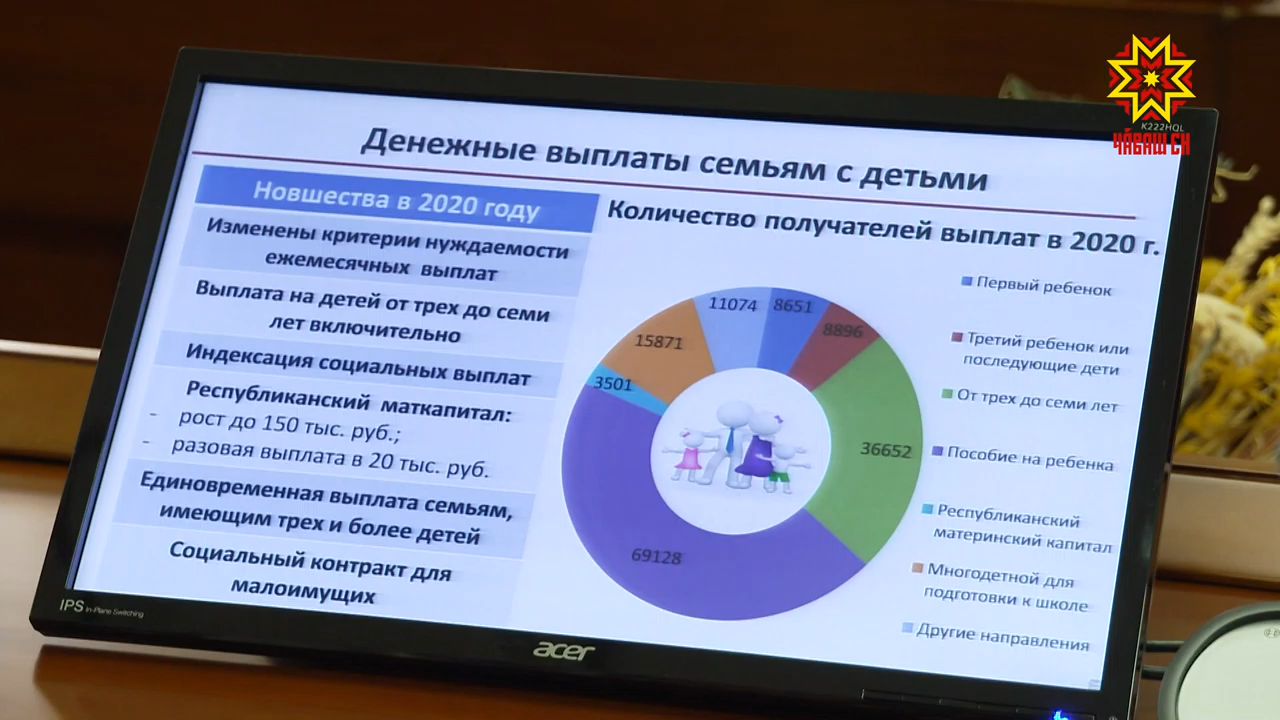 K222HQL
ЧĂВАШ ЕН
Денежные выплаты семьям с детьми
Новшества в 2020 году
Изменены критерии нуждаемости
ежемесячных выплат
Выплата на детей от трех до семи
лет включительно
Индексация социальных выплат
Республиканский маткапитал:
- рост до 150 тыс. руб.;
- разовая выплата в 20 тыс. руб.
Единовременная выплата семьям,
имеющим трех и более детей
Социальный контракт для
малоимущих
Количество получателей выплат в 2020 г.
11074
8651
8896
15871
3501
36652
69128
Первый ребенок
Третий ребенок или
последующие дети
От трех до семи лет
Пособие на ребенка
Республиканский
материнский капитал
Многодетной для
подготовки к школе
Другие направления
IPS In-Plane Switching
acer